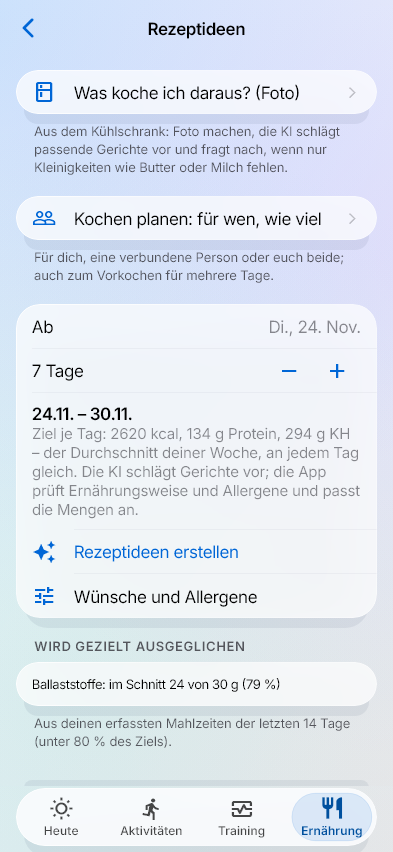 Rezeptideen
Was koche ich daraus? (Foto)
Aus dem Kühlschrank: Foto machen, die KI schlägt
passende Gerichte vor und fragt nach, wenn nur
Kleinigkeiten wie Butter oder Milch fehlen.
Kochen planen: für wen, wie viel
Für dich, eine verbundene Person oder euch beide;
auch zum Vorkochen für mehrere Tage.
Ab Di., 24. Nov.
7 Tage
24.11. – 30.11.
Ziel je Tag: 2620 kcal, 134 g Protein, 294 g KH
– der Durchschnitt deiner Woche, an jedem Tag
gleich. Die KI schlägt Gerichte vor; die App
prüft Ernährungsweise und Allergene und passt
die Mengen an.
Rezeptideen erstellen
Wünsche und Allergene
WIRD GEZIELT AUSGEGLICHEN
Ballaststoffe: im Schnitt 24 von 30 g (79 %)
Aus deinen erfassten Mahlzeiten der letzten 14 Tage
(unter 80 % des Ziels).
Heute Aktivitäten Training Ernährung